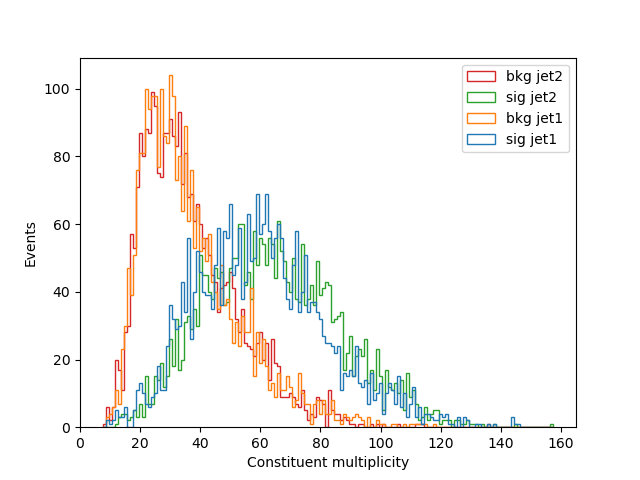 bkg jet2
sig jet2
bkg jet1
sig jet1
100
80
60
40
20
0
Events
0 20 40 60 80 100 120 140 160
Constituent multiplicity